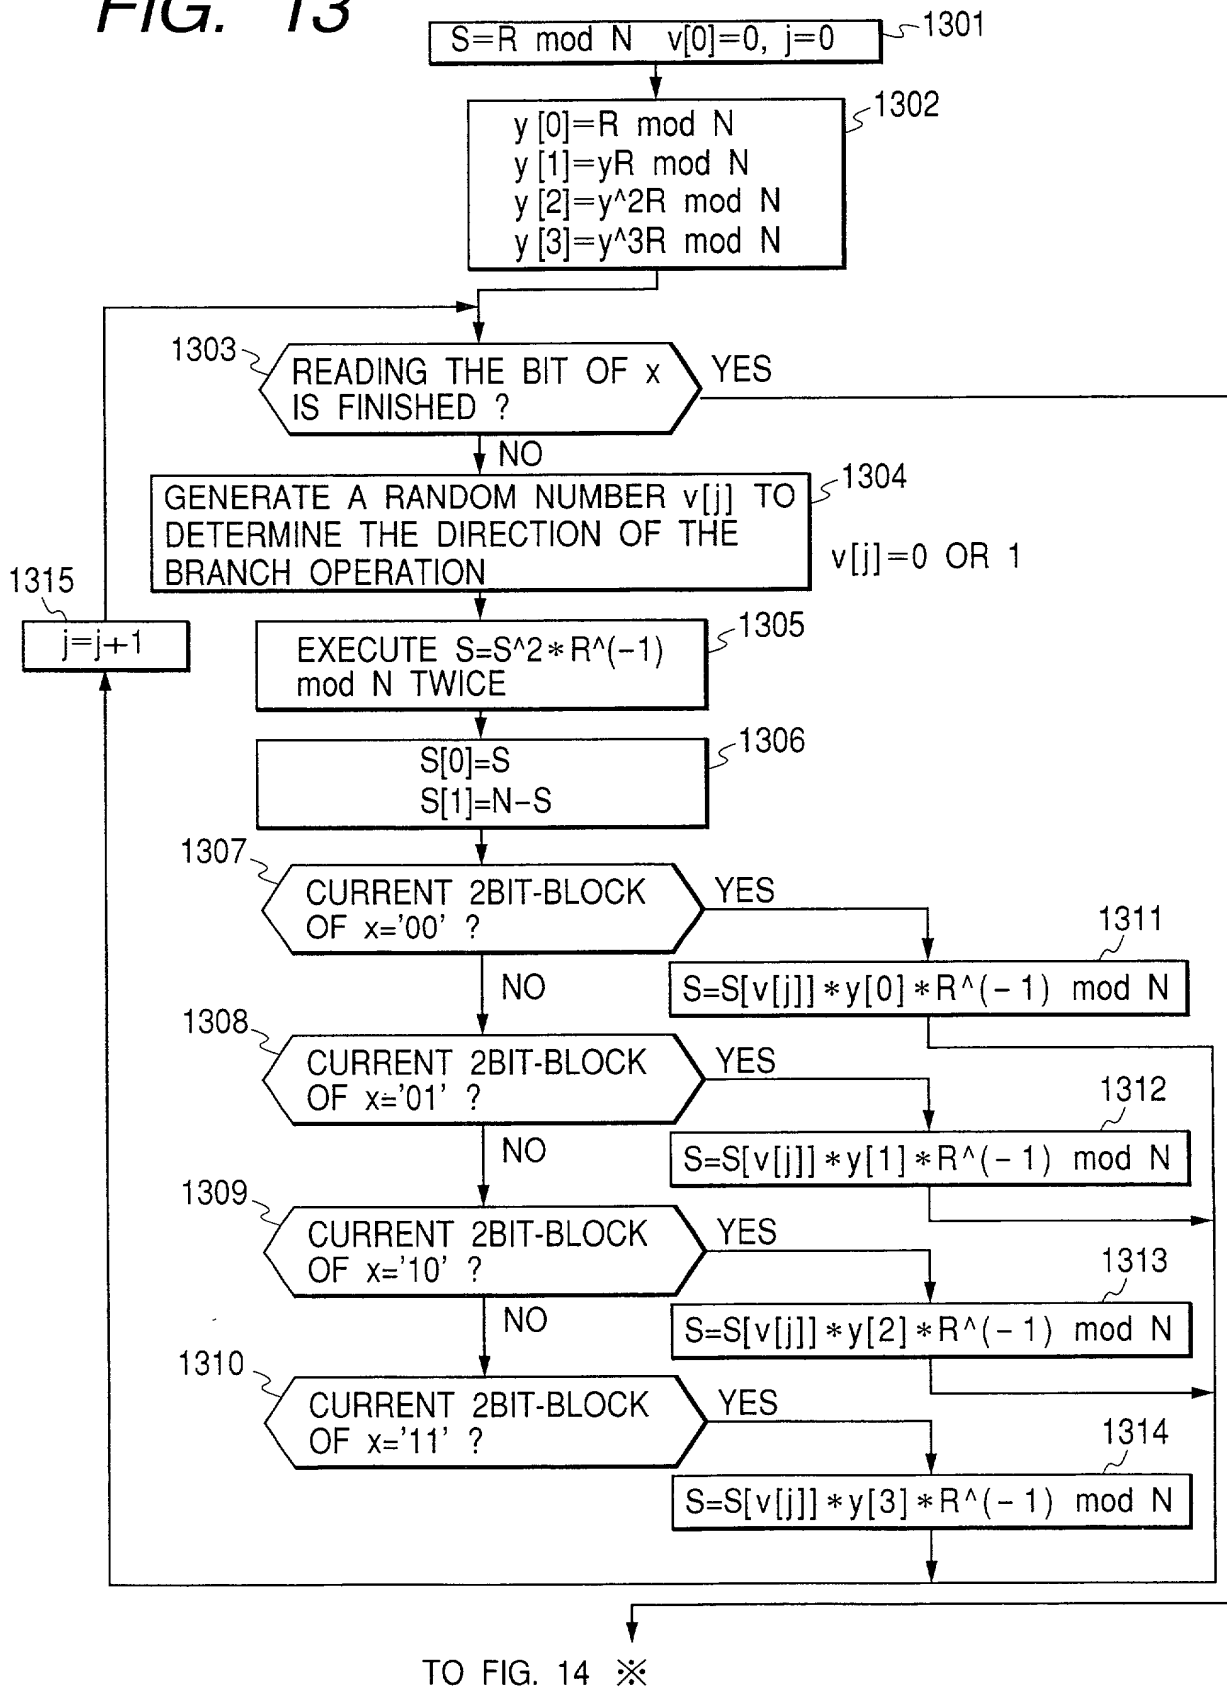 FIG. 13
S=R mod N v[0]=0, j=0
1301
1302
y[0]=R mod N
y[1]=yR mod N
y[2]=y^2R mod N
y[3]=y^3R mod N
1303
READING THE BIT OF x
IS FINISHED ?
YES
NO
1304
GENERATE A RANDOM NUMBER v[j] TO
DETERMINE THE DIRECTION OF THE
BRANCH OPERATION
v[j]=0 OR 1
1315
j=j+1
1305
EXECUTE S=S^2*R^(-1)
mod N TWICE
1306
S[0]=S
S[1]=N-S
1307
CURRENT 2BIT-BLOCK
OF x='00' ?
YES
NO
1311
S=S[v[j]]*y[0]*R^(-1) mod N
1308
CURRENT 2BIT-BLOCK
OF x='01' ?
YES
NO
1312
S=S[v[j]]*y[1]*R^(-1) mod N
1309
CURRENT 2BIT-BLOCK
OF x='10' ?
YES
NO
1313
S=S[v[j]]*y[2]*R^(-1) mod N
1310
CURRENT 2BIT-BLOCK
OF x='11' ?
YES
1314
S=S[v[j]]*y[3]*R^(-1) mod N
TO FIG. 14 ※